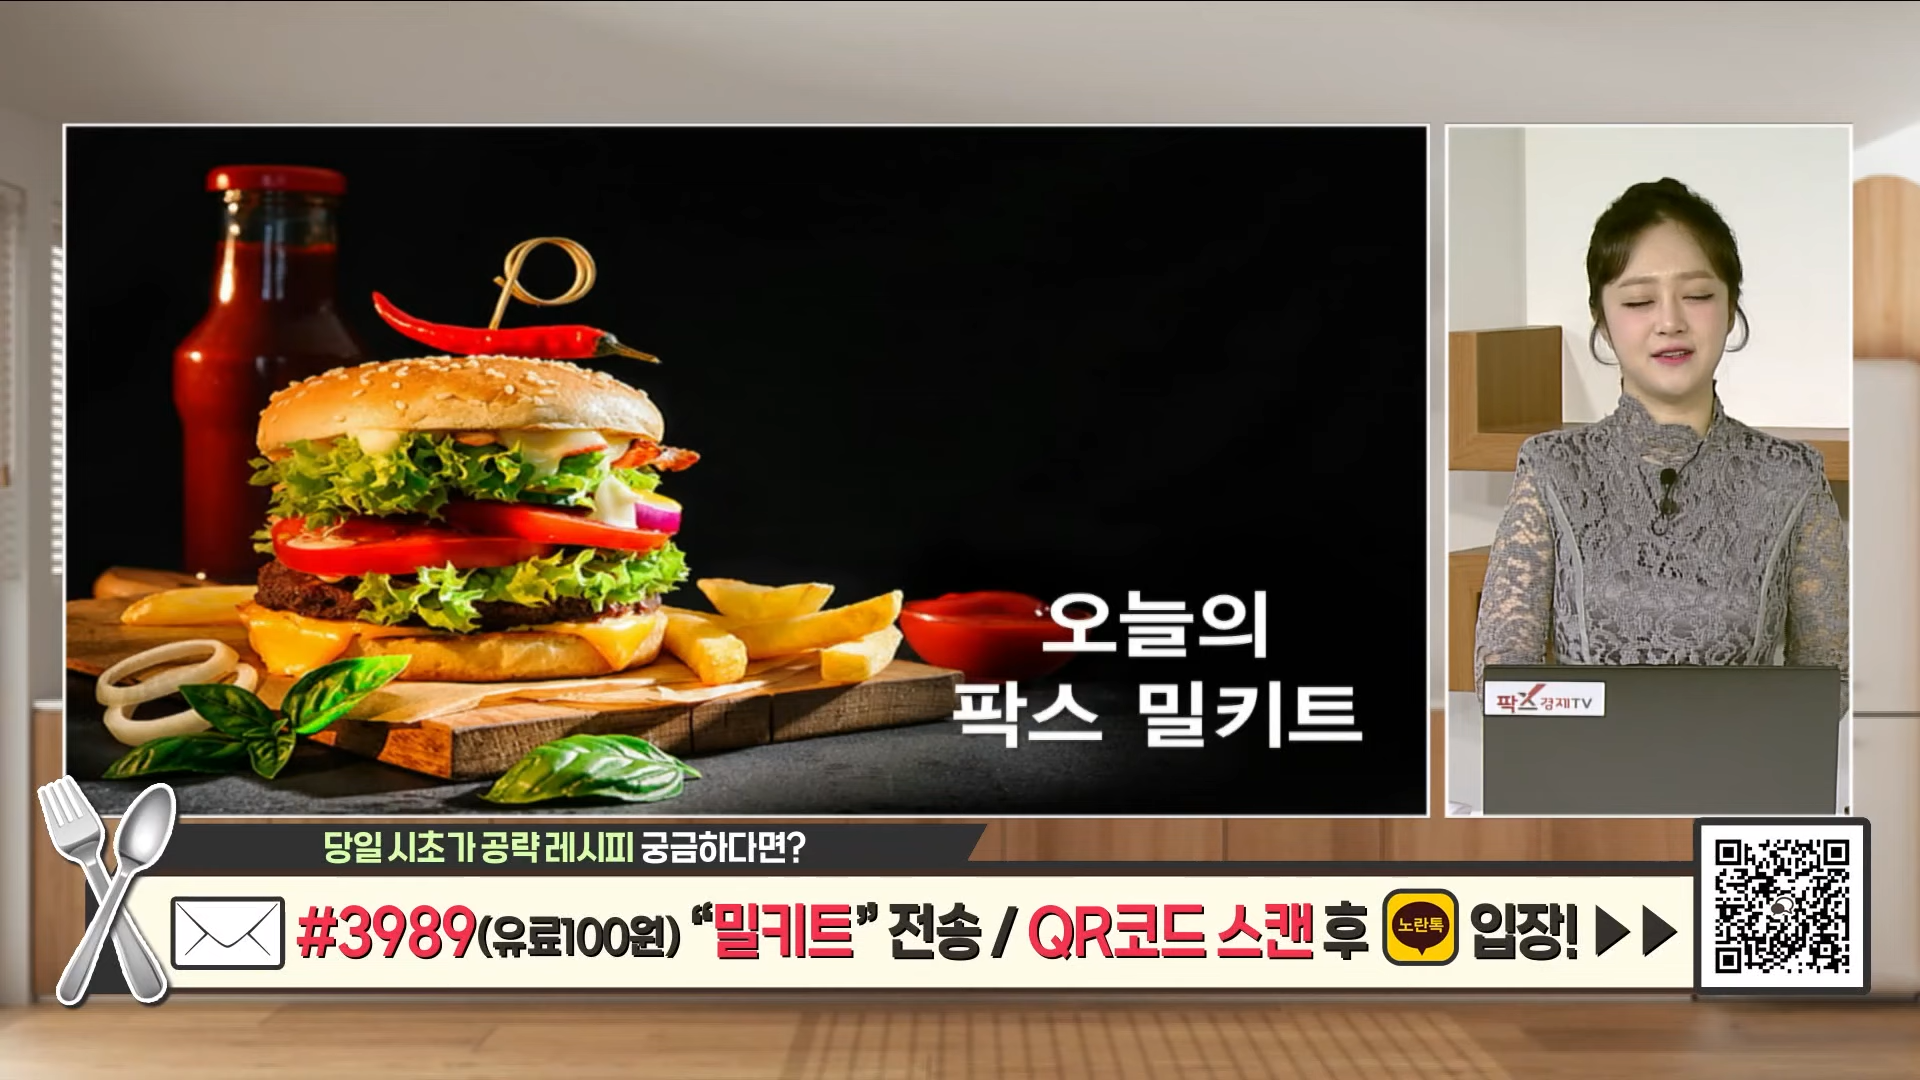 오늘의
팍스 밀키트
팍스경제TV
당일 시초가 공략 레시피 궁금하다면?
#3989(유료100원) “밀키트” 전송 / QR코드 스캔 후 노란톡 입장!